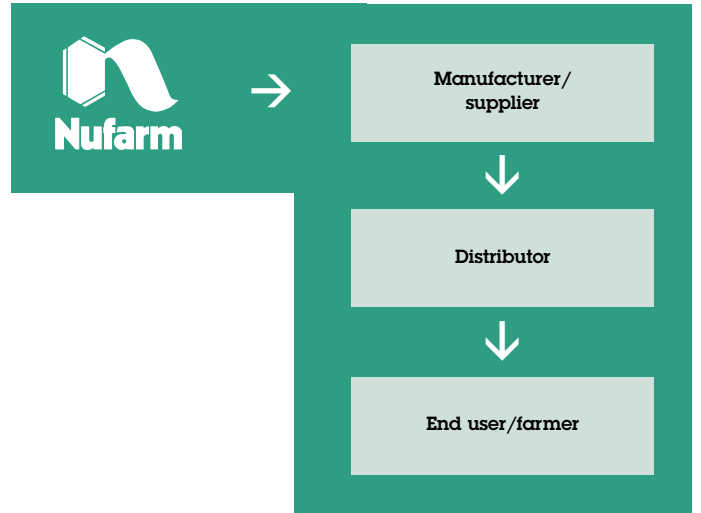 Nufarm
Manufacturer/
supplier
Distributor
End user/farmer